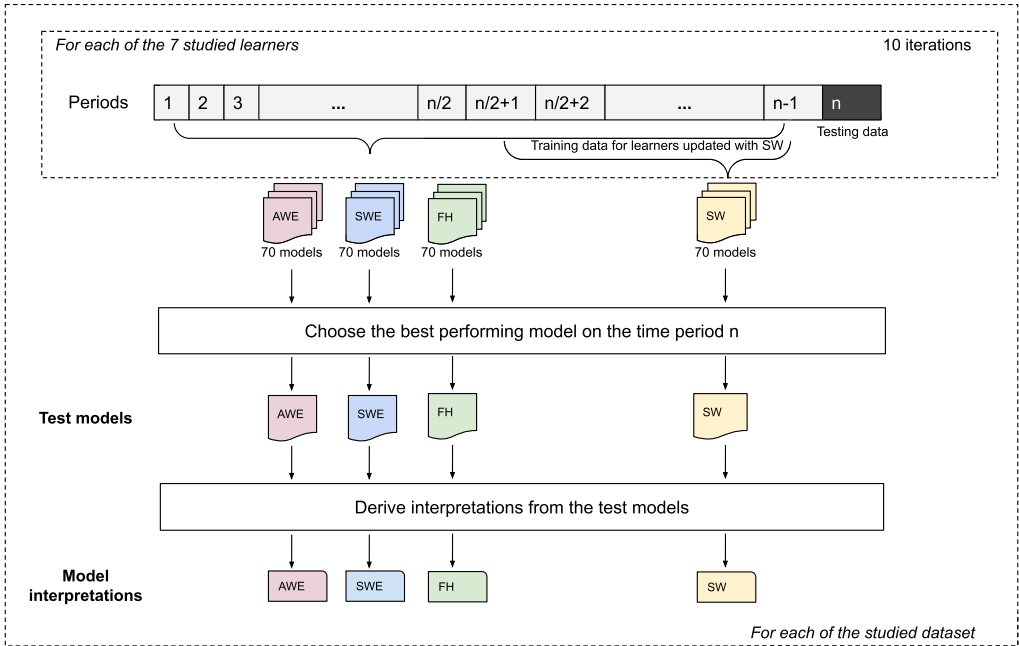 For each of the 7 studied learners
10 iterations
Periods
1 2 3 ... n/2 n/2+1 n/2+2 ... n-1 n
Testing data
Training data for learners updated with SW
AWE SWE FH SW
70 models 70 models 70 models 70 models
Choose the best performing model on the time period n
Test models
AWE SWE FH SW
Derive interpretations from the test models
Model
interpretations
AWE SWE FH SW
For each of the studied dataset